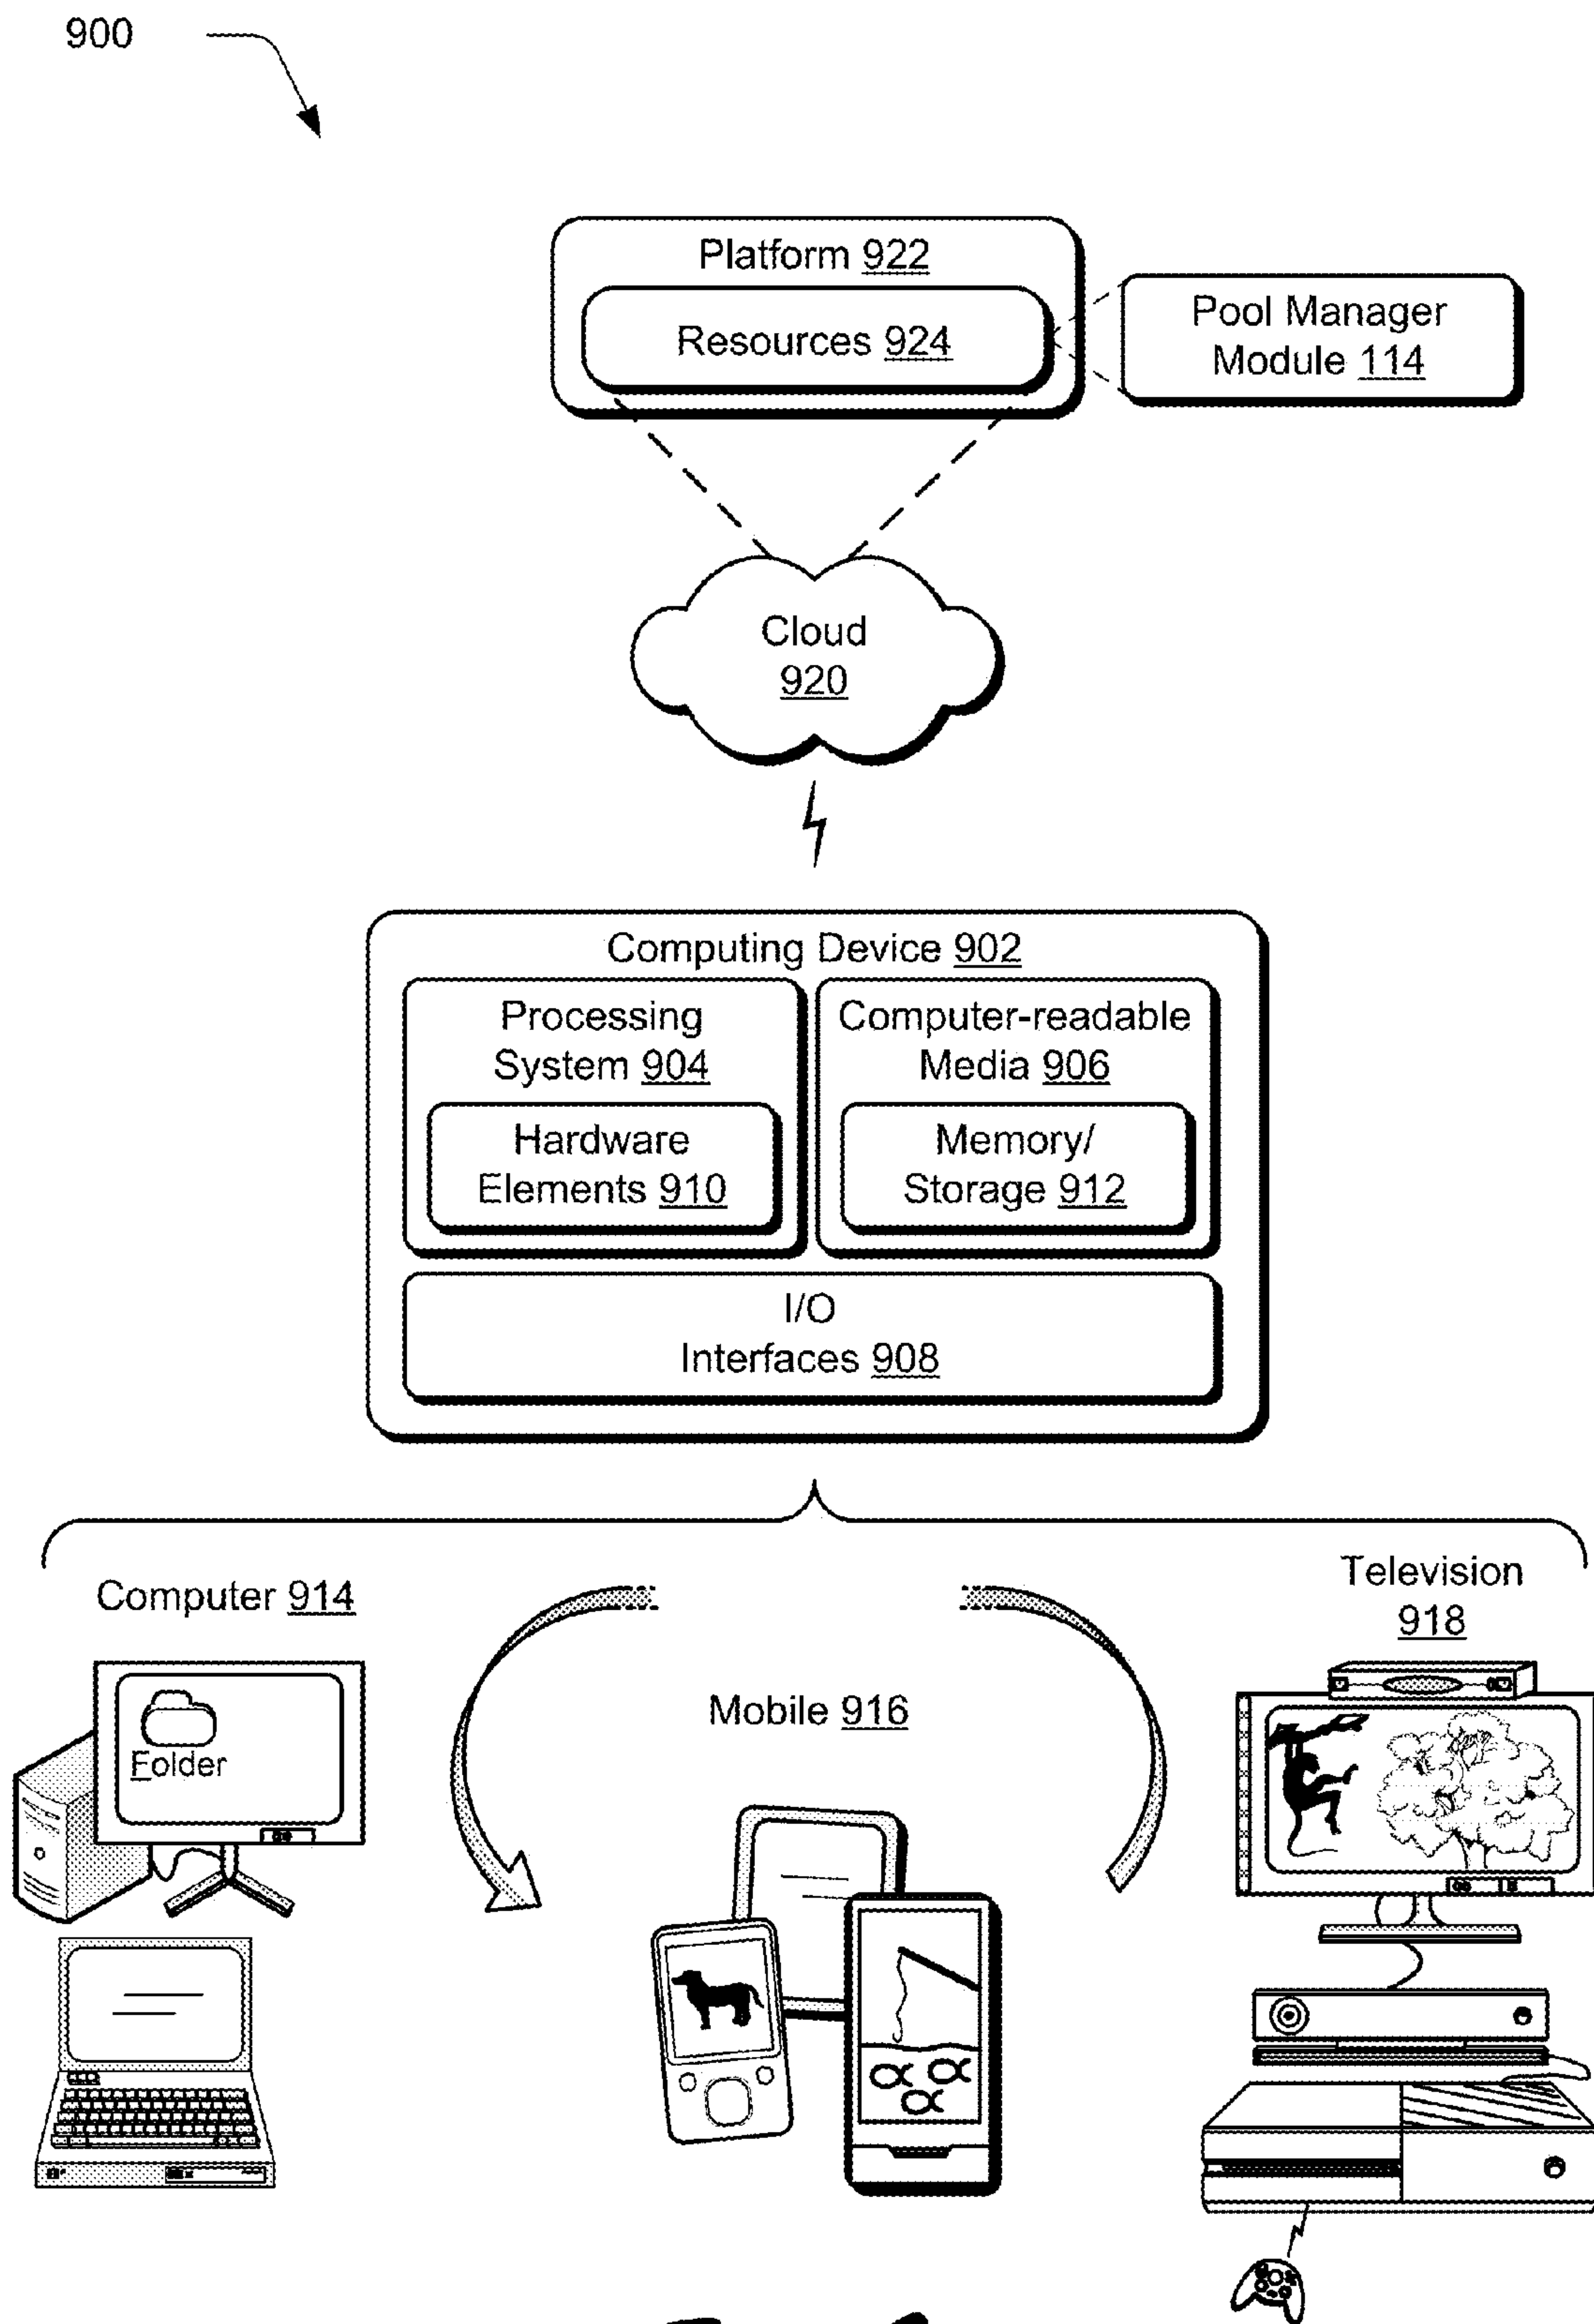 900
Platform 922
Resources 924
Pool Manager
Module 114
Cloud
920
Computing Device 902
Processing
System 904
Hardware
Elements 910
Computer-readable
Media 906
Memory/
Storage 912
I/O
Interfaces 908
Computer 914
Folder
Mobile 916
Television
918